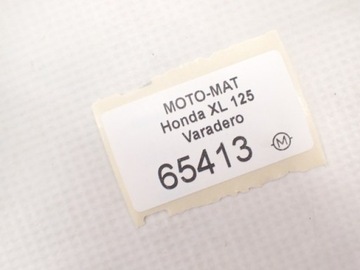 MOTO-MAT
Honda XL 125
Varadero
65413
M